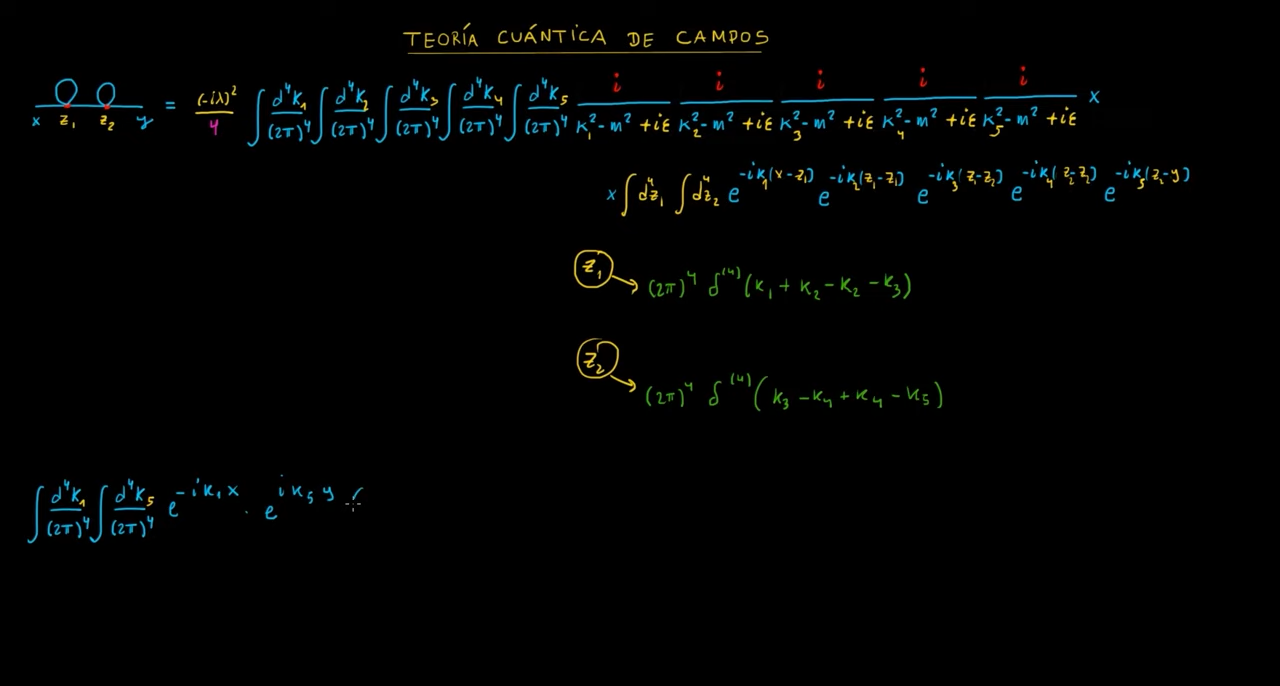 TEORÍA CUÁNTICA DE CAMPOS
x z₁ z₂ y = (-iλ)²/4 ∫ d⁴k₁/(2π)⁴ ∫ d⁴k₂/(2π)⁴ ∫ d⁴k₃/(2π)⁴ ∫ d⁴k₄/(2π)⁴ ∫ d⁴k₅/(2π)⁴ i/(k₁² - m² + iε) i/(k₂² - m² + iε) i/(k₃² - m² + iε) i/(k₄² - m² + iε) i/(k₅² - m² + iε) x
x ∫ d⁴z₁ ∫ d⁴z₂ e^{-ik₁(x-z₁)} e^{-ik₂(z₁-z₁)} e^{-ik₃(z₁-z₂)} e^{-ik₄(z₂-z₂)} e^{-ik₅(z₂-y)}
z₁ → (2π)⁴ δ⁽⁴⁾(k₁ + k₂ - k₂ - k₃)
z₂ → (2π)⁴ δ⁽⁴⁾(k₃ - k₄ + k₄ - k₅)
∫ d⁴k₁/(2π)⁴ ∫ d⁴k₅/(2π)⁴ e^{-ik₁x} · e^{ik₅y}